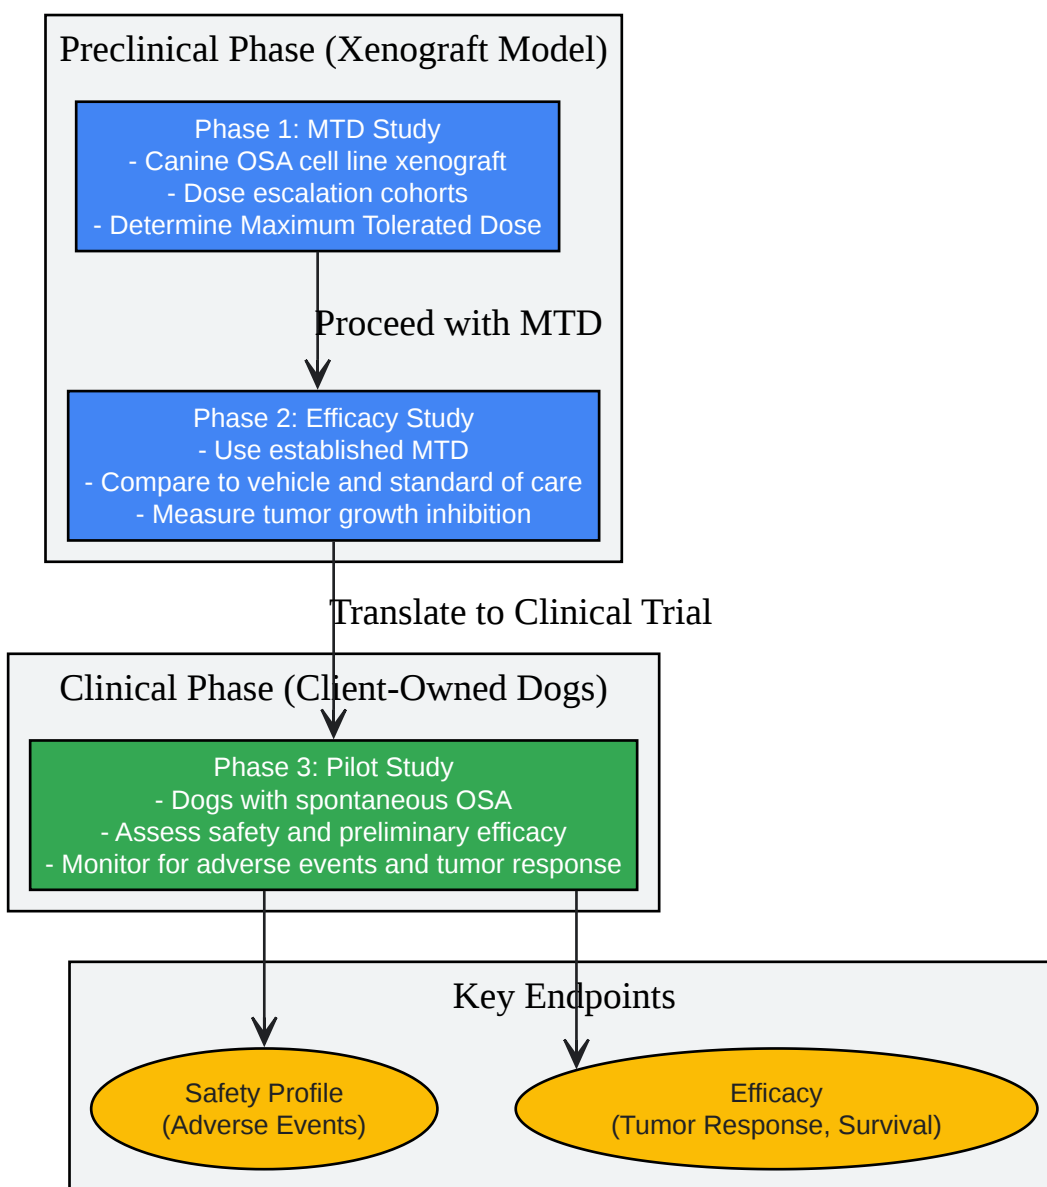 Preclinical Phase (Xenograft Model)
Phase 1: MTD Study
- Canine OSA cell line xenograft
- Dose escalation cohorts
- Determine Maximum Tolerated Dose
Proceed with MTD
Phase 2: Efficacy Study
- Use established MTD
- Compare to vehicle and standard of care
- Measure tumor growth inhibition
Translate to Clinical Trial
Clinical Phase (Client-Owned Dogs)
Phase 3: Pilot Study
- Dogs with spontaneous OSA
- Assess safety and preliminary efficacy
- Monitor for adverse events and tumor response
Key Endpoints
Safety Profile
(Adverse Events)
Efficacy
(Tumor Response, Survival)